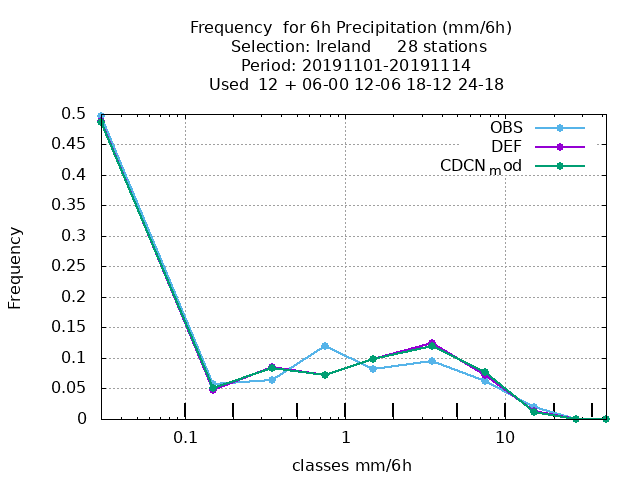 Frequency  for 6h Precipitation (mm/6h)
Selection: Ireland     28 stations
Period: 20191101-20191114
Used  12 + 06-00 12-06 18-12 24-18
OBS
DEF
CDCN_mod
0.5
0.45
0.4
0.35
0.3
0.25
0.2
0.15
0.1
0.05
0
Frequency
0.1 1 10
classes mm/6h